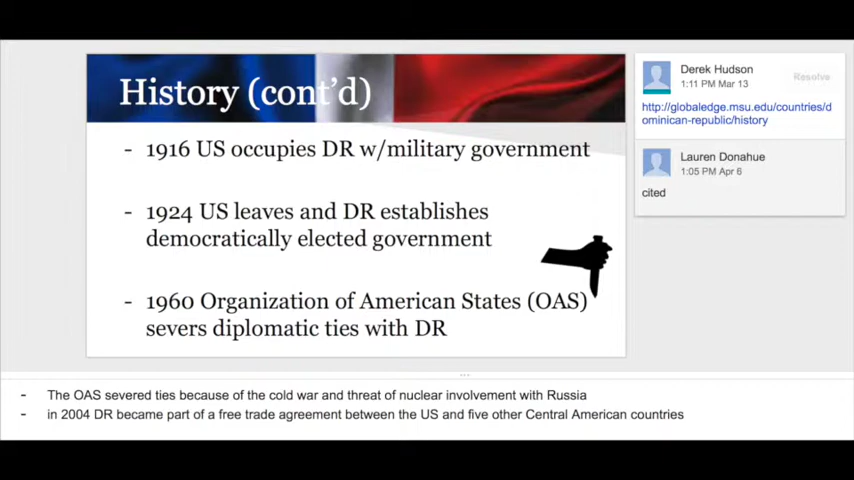 History (cont'd)
- 1916 US occupies DR w/military government
- 1924 US leaves and DR establishes
democratically elected government
- 1960 Organization of American States (OAS)
severs diplomatic ties with DR
Derek Hudson
1:11 PM Mar 13
Resolve
http://globaledge.msu.edu/countries/d
ominican-republic/history
Lauren Donahue
1:05 PM Apr 6
cited
- The OAS severed ties because of the cold war and threat of nuclear involvement with Russia
- in 2004 DR became part of a free trade agreement between the US and five other Central American countries